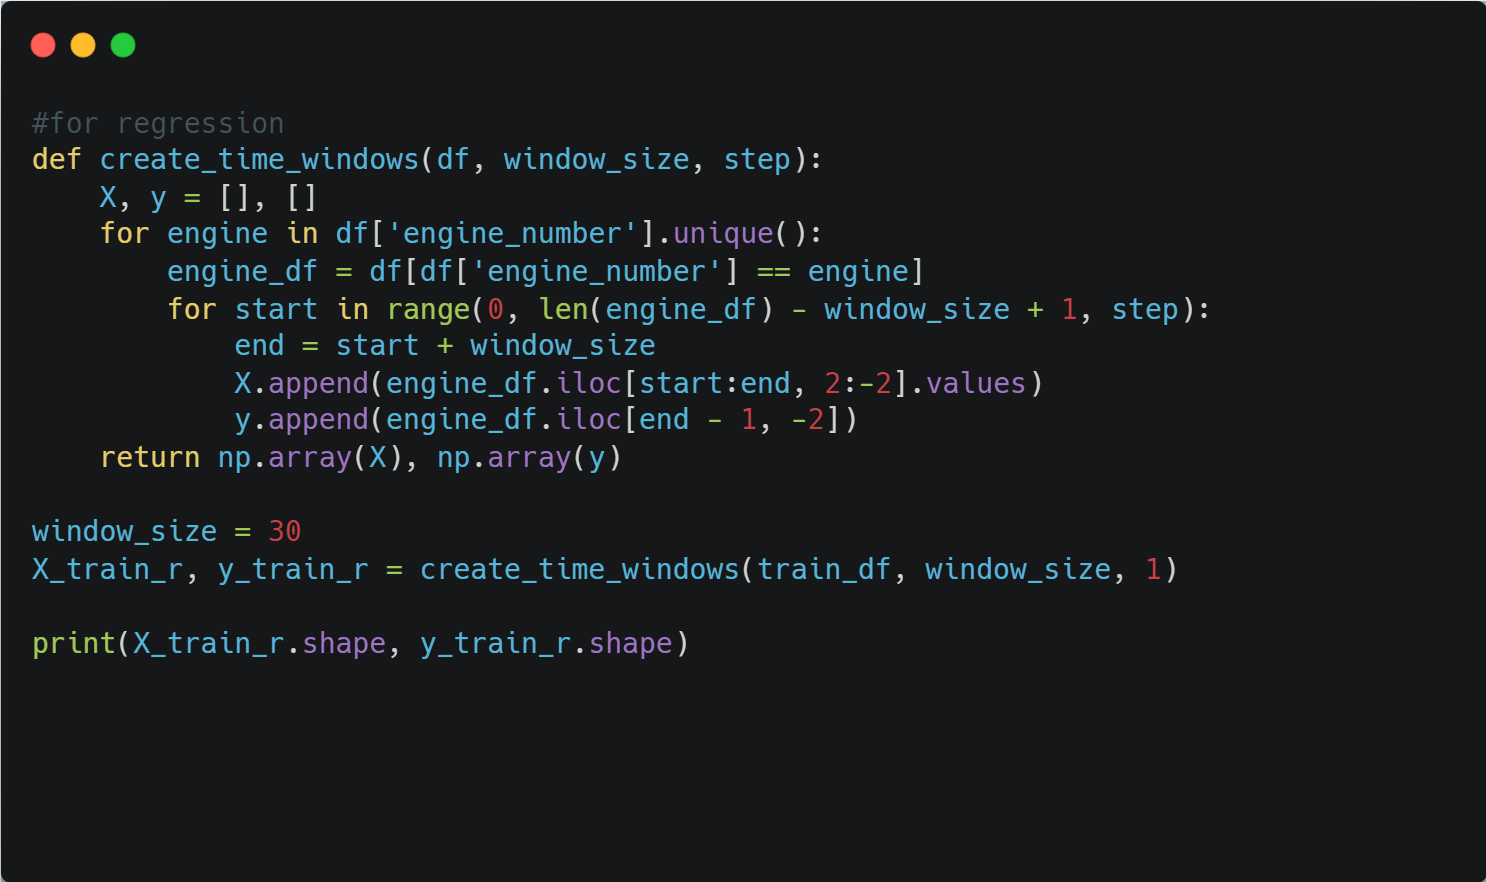 #for regression
def create_time_windows(df, window_size, step):
    X, y = [], []
    for engine in df['engine_number'].unique():
        engine_df = df[df['engine_number'] == engine]
        for start in range(0, len(engine_df) - window_size + 1, step):
            end = start + window_size
            X.append(engine_df.iloc[start:end, 2:-2].values)
            y.append(engine_df.iloc[end - 1, -2])
    return np.array(X), np.array(y)

window_size = 30
X_train_r, y_train_r = create_time_windows(train_df, window_size, 1)

print(X_train_r.shape, y_train_r.shape)